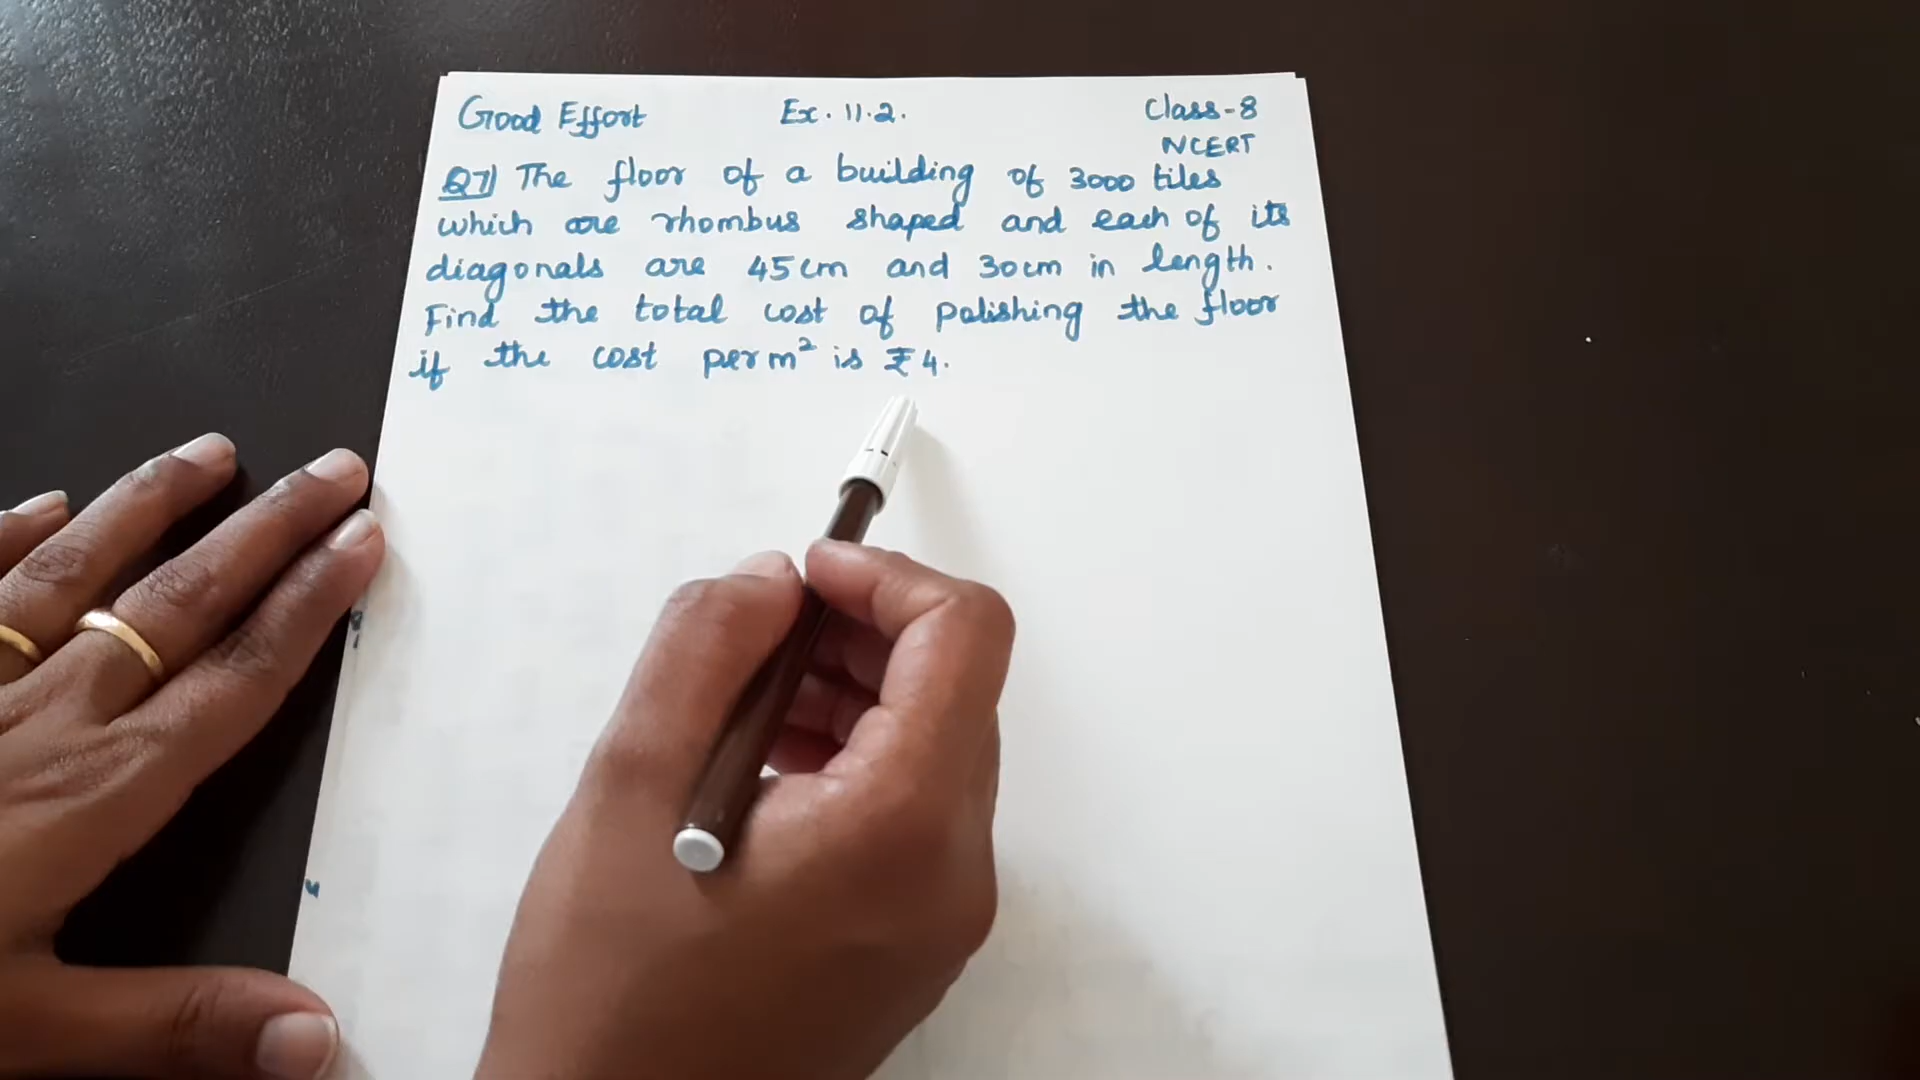 Good Effort Ex. 11.2. Class-8
NCERT
Q7) The floor of a building of 3000 tiles
which are rhombus shaped and each of its
diagonals are 45cm and 30cm in length.
Find the total cost of polishing the floor
if the cost per m² is ₹4.